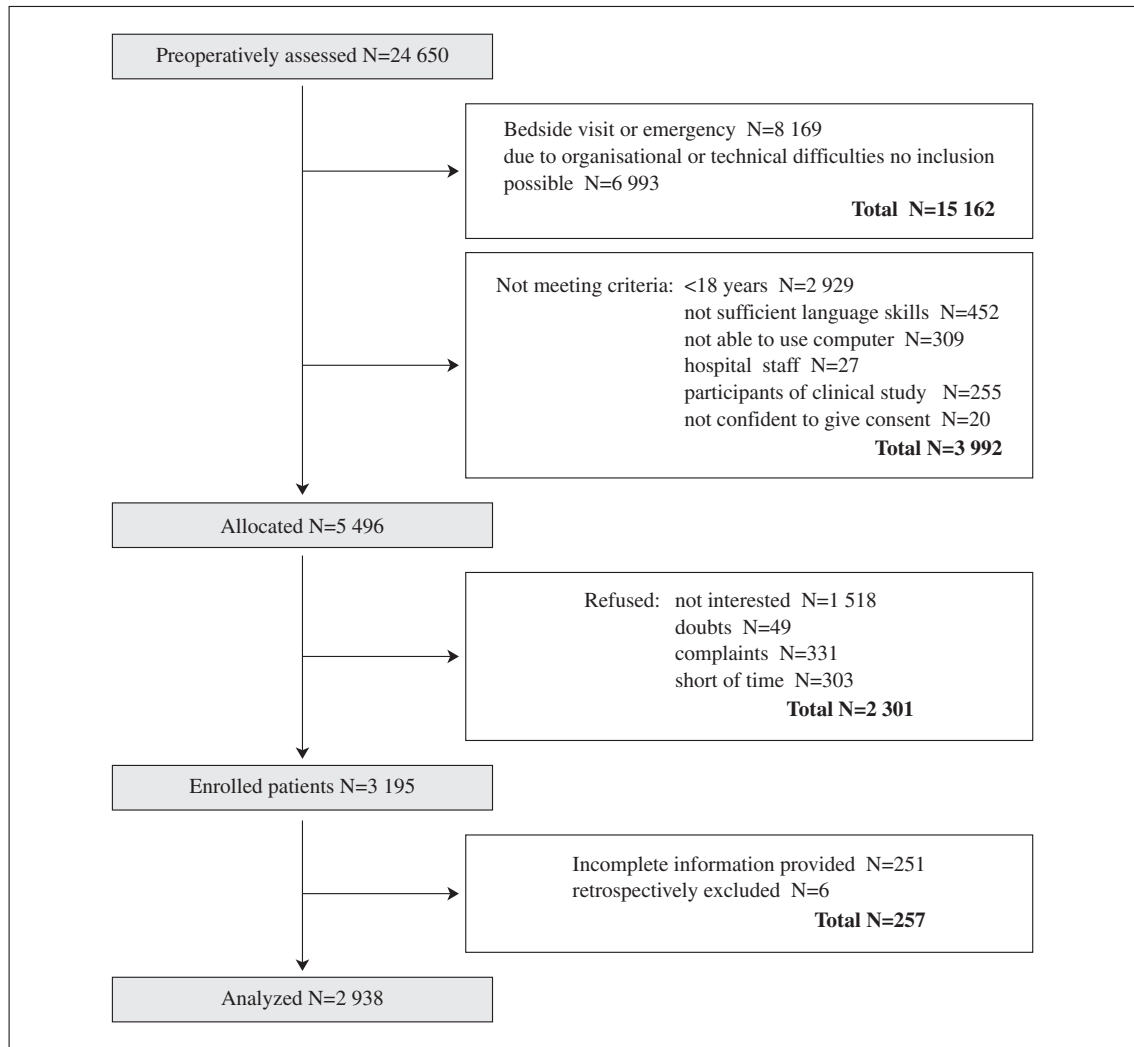 Preoperatively assessed N=24 650
Bedside visit or emergency N=8 169
due to organisational or technical difficulties no inclusion
possible N=6 993
Total N=15 162
Not meeting criteria: <18 years N=2 929
not sufficient language skills N=452
not able to use computer N=309
hospital staff N=27
participants of clinical study N=255
not confident to give consent N=20
Total N=3 992
Allocated N=5 496
Refused: not interested N=1 518
doubts N=49
complaints N=331
short of time N=303
Total N=2 301
Enrolled patients N=3 195
Incomplete information provided N=251
retrospectively excluded N=6
Total N=257
Analyzed N=2 938